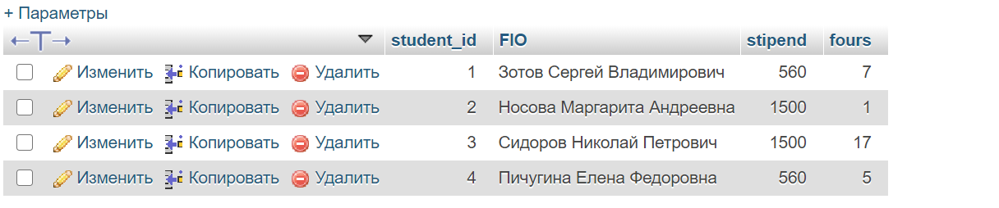 + Параметры
←T→ student_id FIO stipend fours
Изменить Копировать Удалить 1 Зотов Сергей Владимирович 560 7
Изменить Копировать Удалить 2 Носова Маргарита Андреевна 1500 1
Изменить Копировать Удалить 3 Сидоров Николай Петрович 1500 17
Изменить Копировать Удалить 4 Пичугина Елена Федоровна 560 5